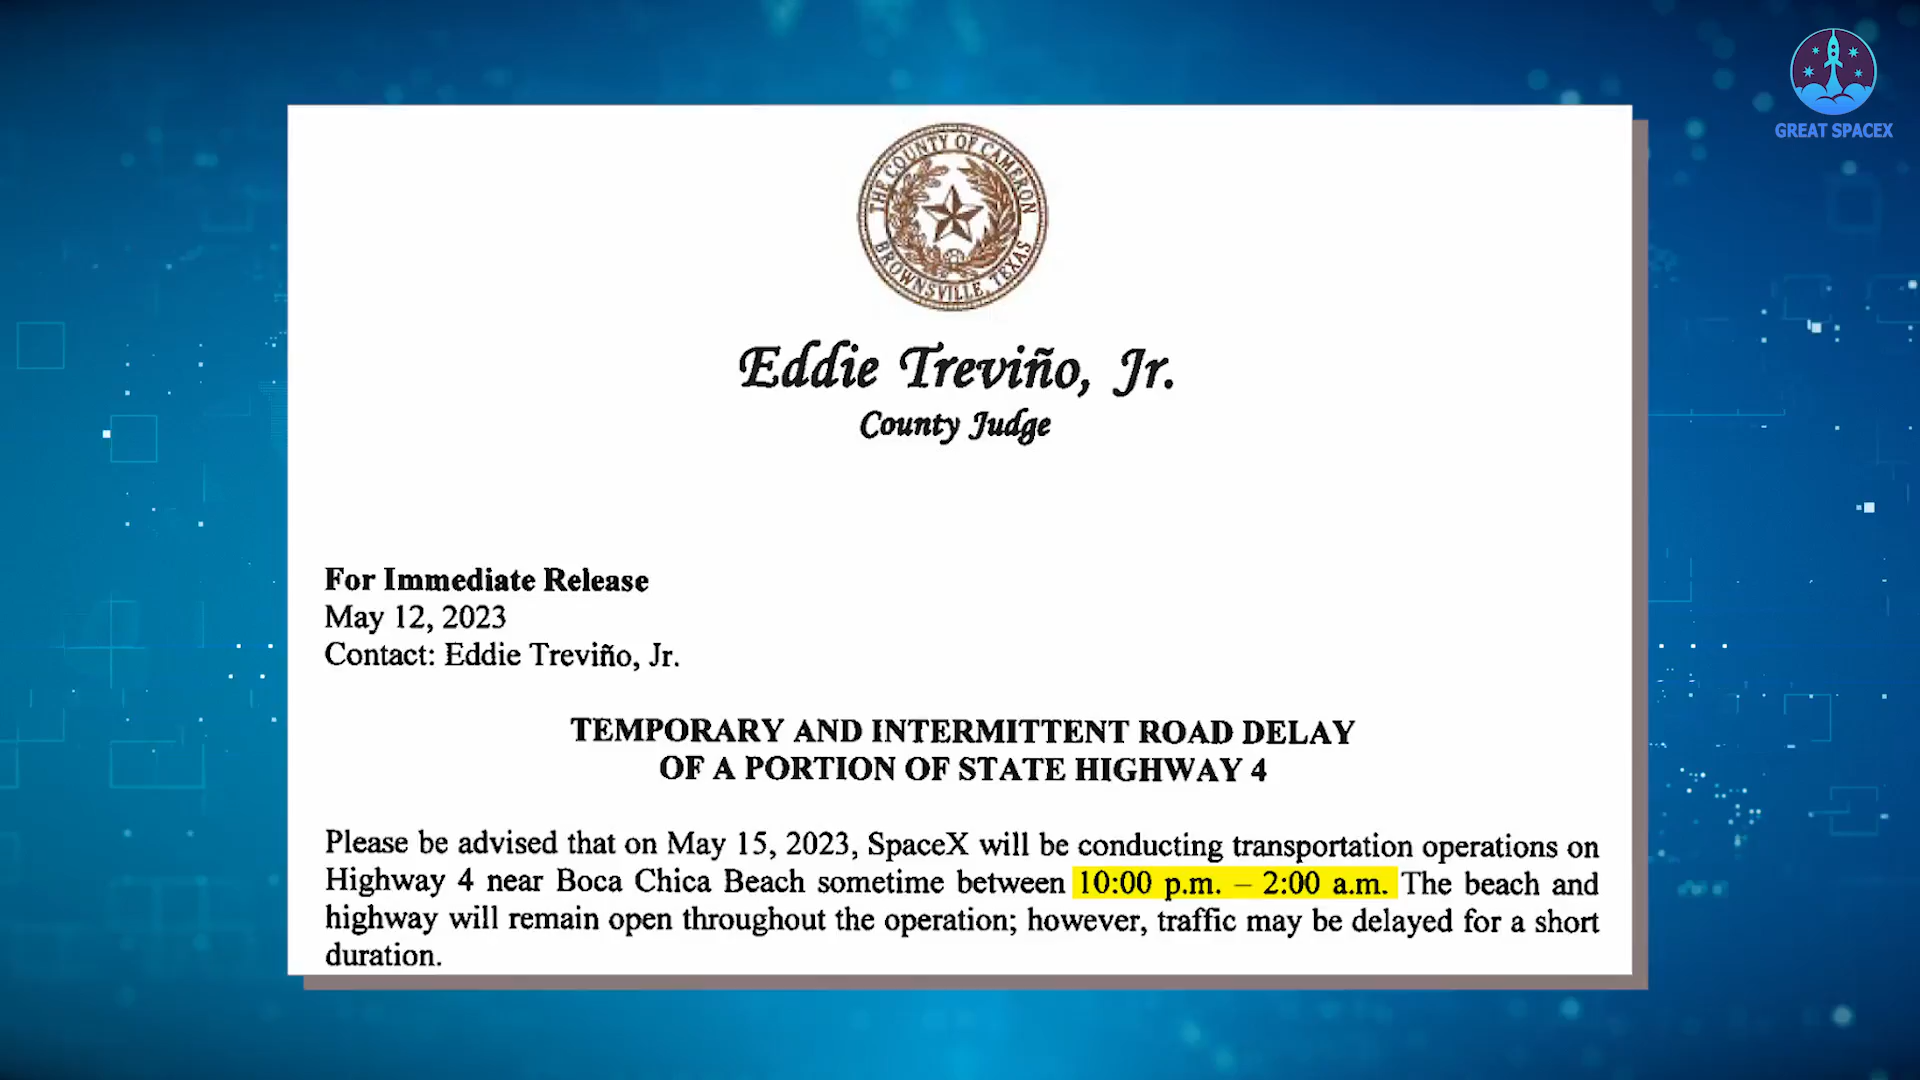 GREAT SPACEX
THE COUNTY OF CAMERON
BROWNSVILLE, TEXAS
Eddie Treviño, Jr.
County Judge
For Immediate Release
May 12, 2023
Contact: Eddie Treviño, Jr.
TEMPORARY AND INTERMITTENT ROAD DELAY
OF A PORTION OF STATE HIGHWAY 4
Please be advised that on May 15, 2023, SpaceX will be conducting transportation operations on
Highway 4 near Boca Chica Beach sometime between 10:00 p.m. – 2:00 a.m. The beach and
highway will remain open throughout the operation; however, traffic may be delayed for a short
duration.